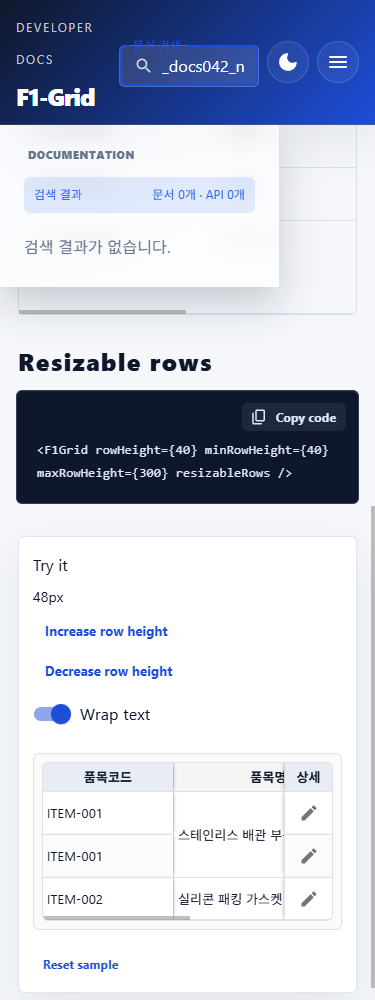 DEVELOPER
DOCS
F1-Grid
문서 검색
_docs042_n
DOCUMENTATION
검색 결과
문서 0개 · API 0개
검색 결과가 없습니다.
Resizable rows
Copy code
<F1Grid rowHeight={40} minRowHeight={40}
maxRowHeight={300} resizableRows />
Try it
48px
Increase row height
Decrease row height
Wrap text
품목코드 품목명 상세
ITEM-001
스테인리스 배관 부
ITEM-001
ITEM-002 실리콘 패킹 가스켓
Reset sample